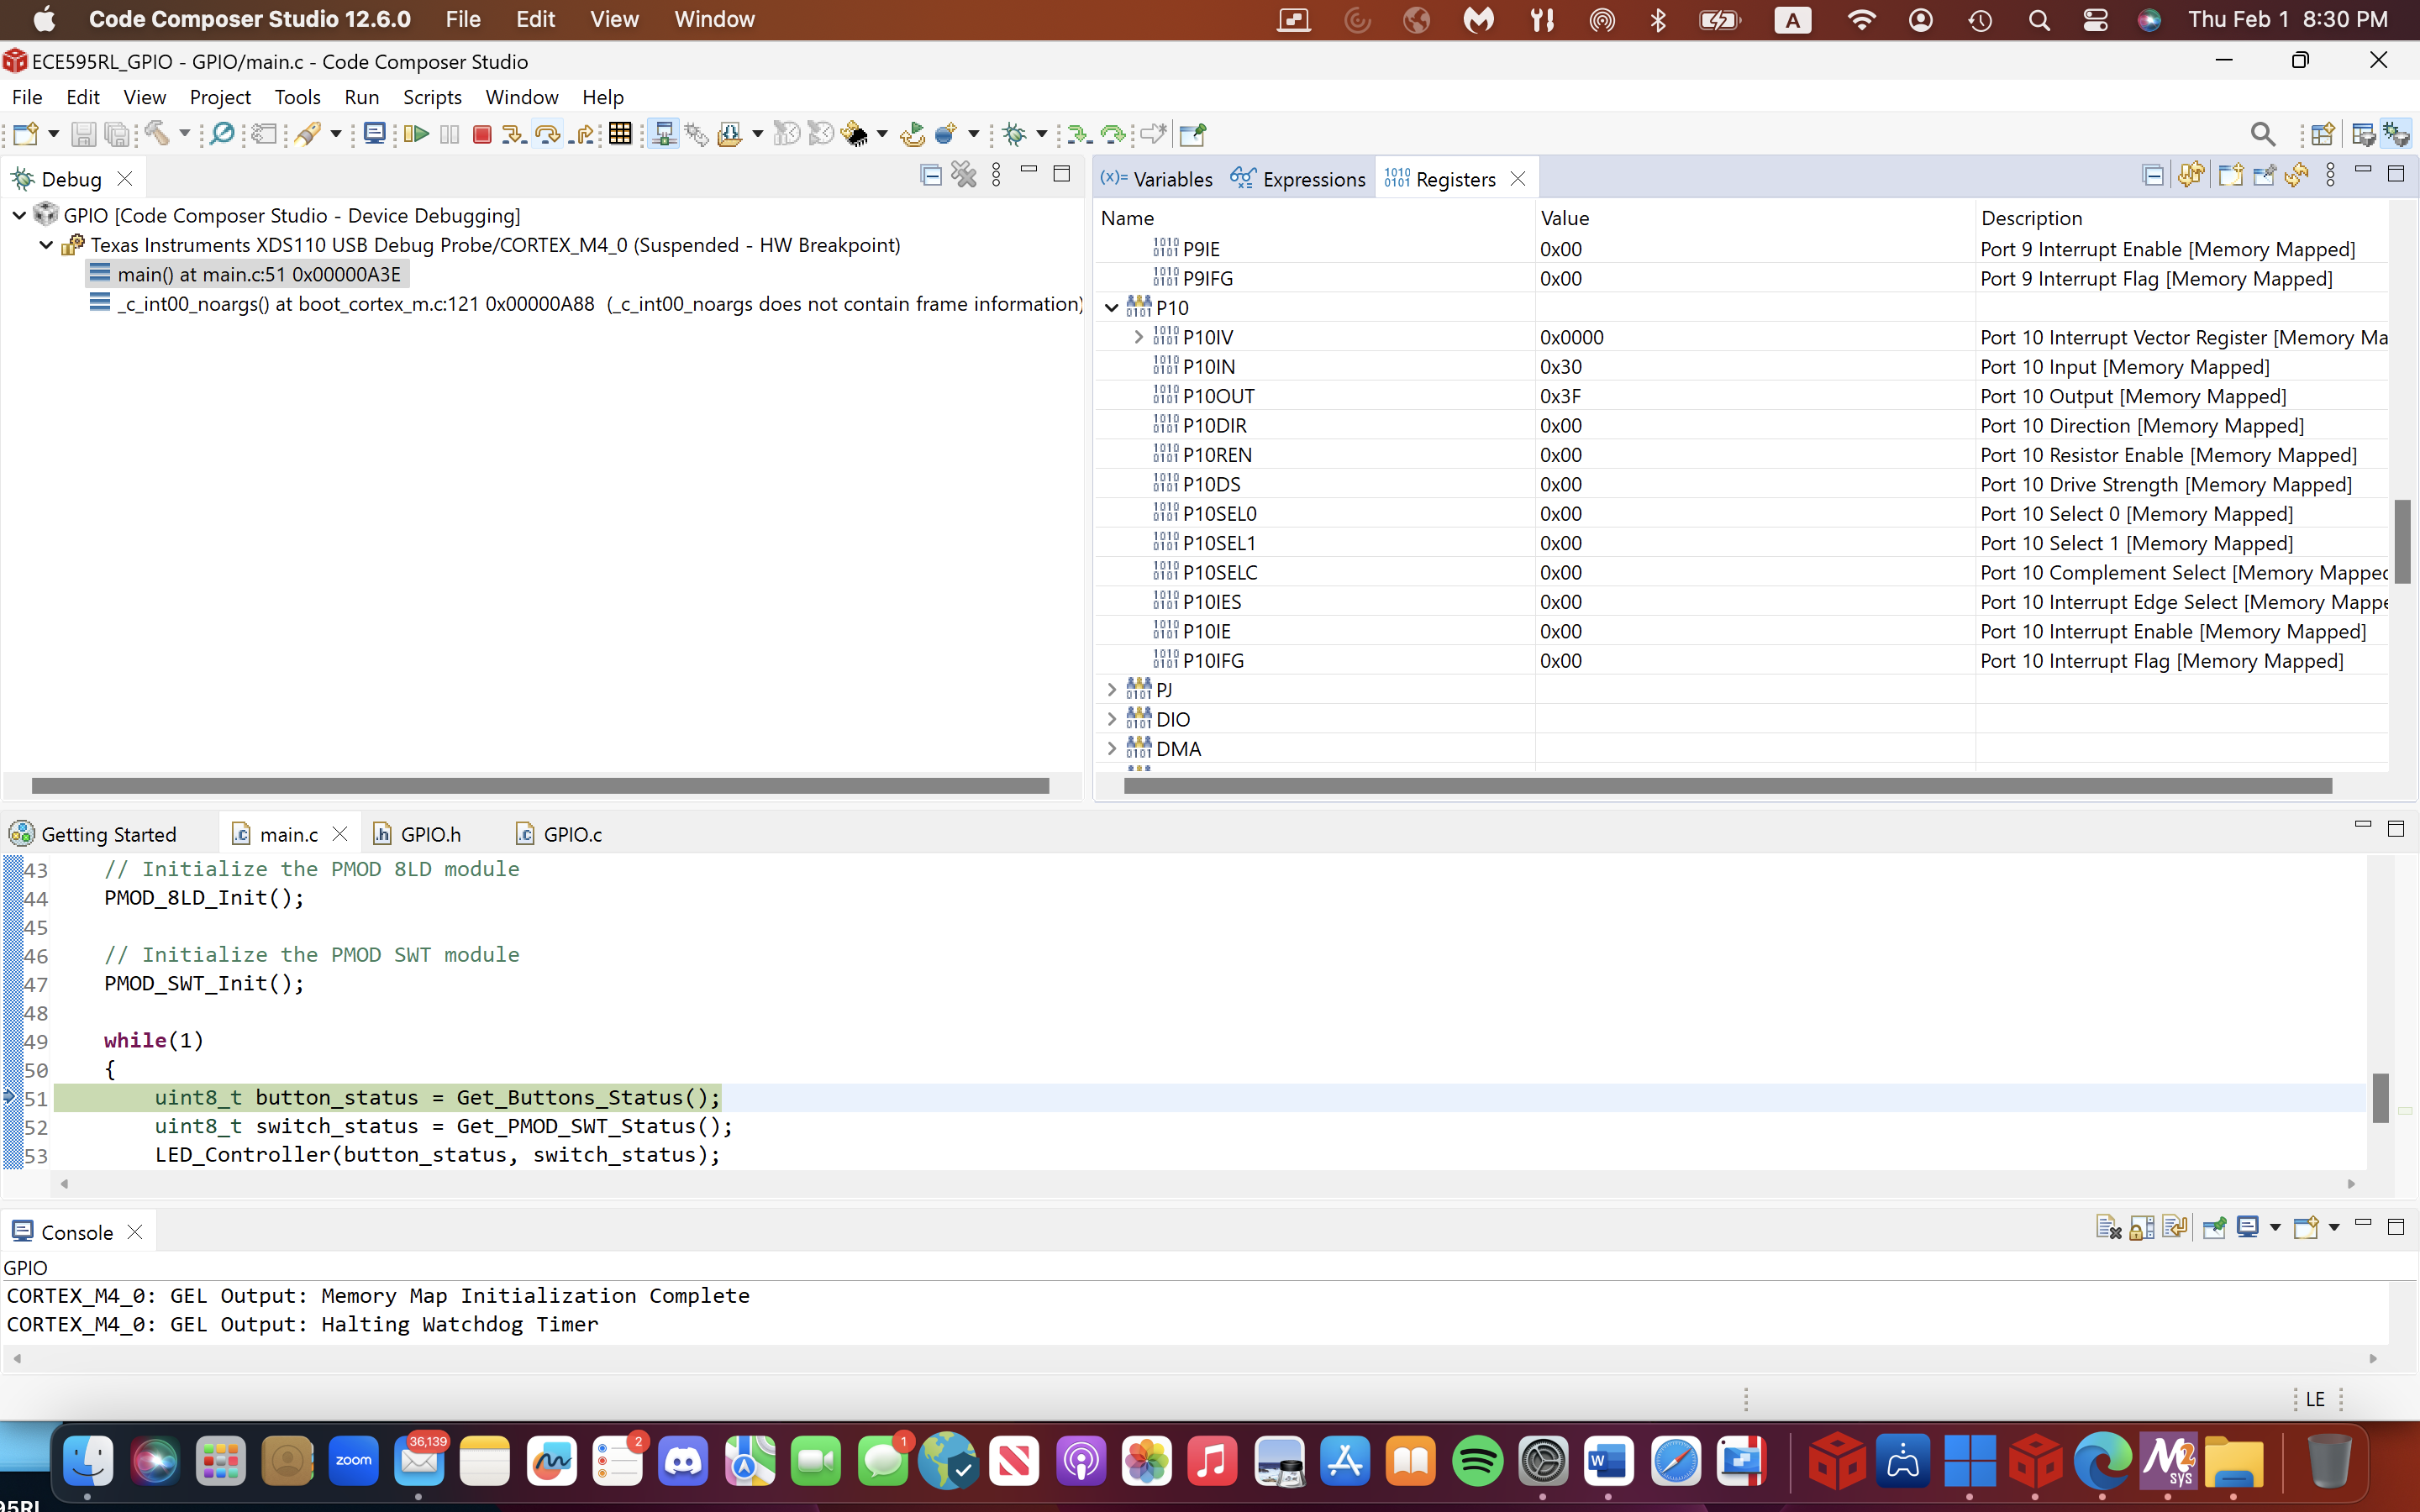 Code Composer Studio 12.6.0 File Edit View Window A Thu Feb 1 8:30 PM
ECE595RL_GPIO - GPIO/main.c - Code Composer Studio
File Edit View Project Tools Run Scripts Window Help
Debug
GPIO [Code Composer Studio - Device Debugging]
Texas Instruments XDS110 USB Debug Probe/CORTEX_M4_0 (Suspended - HW Breakpoint)
main() at main.c:51 0x00000A3E
_c_int00_noargs() at boot_cortex_m.c:121 0x00000A88 (_c_int00_noargs does not contain frame information)
(x)= Variables Expressions Registers
Name Value Description
P9IE 0x00 Port 9 Interrupt Enable [Memory Mapped]
P9IFG 0x00 Port 9 Interrupt Flag [Memory Mapped]
P10
P10IV 0x0000 Port 10 Interrupt Vector Register [Memory Ma
P10IN 0x30 Port 10 Input [Memory Mapped]
P10OUT 0x3F Port 10 Output [Memory Mapped]
P10DIR 0x00 Port 10 Direction [Memory Mapped]
P10REN 0x00 Port 10 Resistor Enable [Memory Mapped]
P10DS 0x00 Port 10 Drive Strength [Memory Mapped]
P10SEL0 0x00 Port 10 Select 0 [Memory Mapped]
P10SEL1 0x00 Port 10 Select 1 [Memory Mapped]
P10SELC 0x00 Port 10 Complement Select [Memory Mapped
P10IES 0x00 Port 10 Interrupt Edge Select [Memory Mappe
P10IE 0x00 Port 10 Interrupt Enable [Memory Mapped]
P10IFG 0x00 Port 10 Interrupt Flag [Memory Mapped]
PJ
DIO
DMA
Getting Started main.c GPIO.h GPIO.c
43 // Initialize the PMOD 8LD module
44 PMOD_8LD_Init();
45
46 // Initialize the PMOD SWT module
47 PMOD_SWT_Init();
48
49 while(1)
50 {
51 uint8_t button_status = Get_Buttons_Status();
52 uint8_t switch_status = Get_PMOD_SWT_Status();
53 LED_Controller(button_status, switch_status);
Console
GPIO
CORTEX_M4_0: GEL Output: Memory Map Initialization Complete
CORTEX_M4_0: GEL Output: Halting Watchdog Timer
LE
zoom 36,139 2 1 W M2 sys
95RL